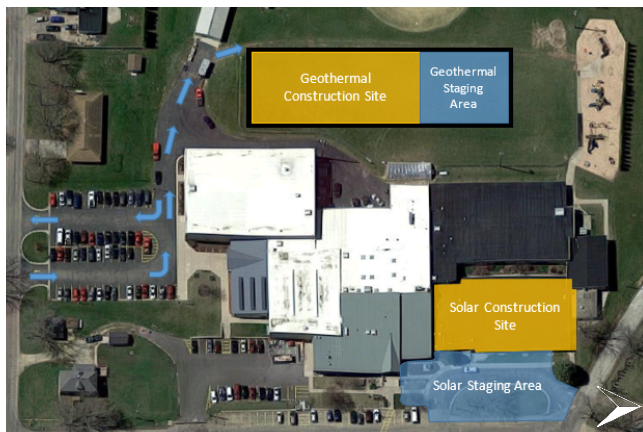 Geothermal
Construction Site
Geothermal
Staging
Area
Solar Construction
Site
Solar Staging Area